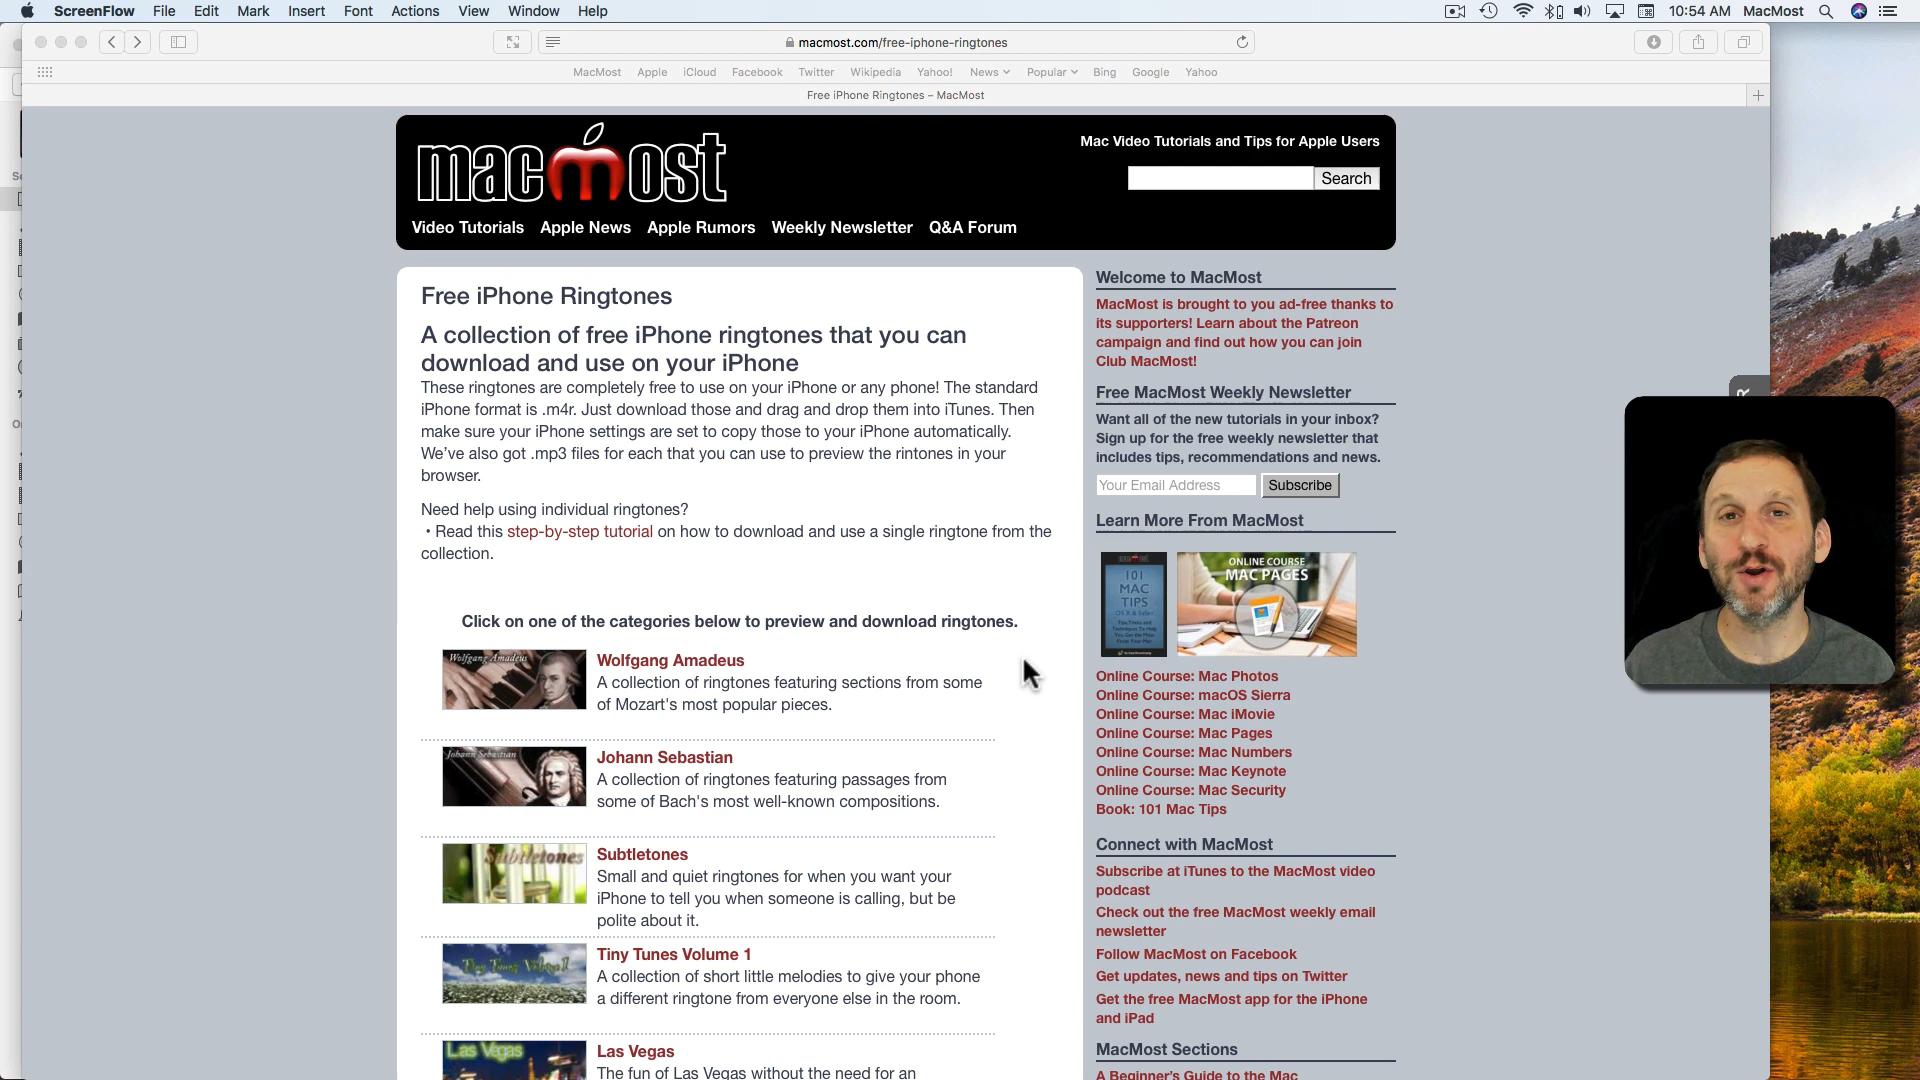 ScreenFlow File Edit Mark Insert Font Actions View Window Help
10:54 AM MacMost
macmost.com/free-iphone-ringtones
MacMost Apple iCloud Facebook Twitter Wikipedia Yahoo! News Popular Bing Google Yahoo
Free iPhone Ringtones – MacMost
macmost
Mac Video Tutorials and Tips for Apple Users
Search
Video Tutorials Apple News Apple Rumors Weekly Newsletter Q&A Forum
Free iPhone Ringtones
A collection of free iPhone ringtones that you can
download and use on your iPhone
These ringtones are completely free to use on your iPhone or any phone! The standard
iPhone format is .m4r. Just download those and drag and drop them into iTunes. Then
make sure your iPhone settings are set to copy those to your iPhone automatically.
We've also got .mp3 files for each that you can use to preview the rintones in your
browser.
Need help using individual ringtones?
• Read this step-by-step tutorial on how to download and use a single ringtone from the
collection.
Click on one of the categories below to preview and download ringtones.
Wolfgang Amadeus
Wolfgang Amadeus
A collection of ringtones featuring sections from some
of Mozart's most popular pieces.
Johann Sebastian
Johann Sebastian
A collection of ringtones featuring passages from
some of Bach's most well-known compositions.
Subtletones
Subtletones
Small and quiet ringtones for when you want your
iPhone to tell you when someone is calling, but be
polite about it.
Tiny Tunes Volume 1
Tiny Tunes Volume 1
A collection of short little melodies to give your phone
a different ringtone from everyone else in the room.
Las Vegas
Las Vegas
The fun of Las Vegas without the need for an
Welcome to MacMost
MacMost is brought to you ad-free thanks to
its supporters! Learn about the Patreon
campaign and find out how you can join
Club MacMost!
Free MacMost Weekly Newsletter
Want all of the new tutorials in your inbox?
Sign up for the free weekly newsletter that
includes tips, recommendations and news.
Your Email Address Subscribe
Learn More From MacMost
101
MAC
TIPS
ONLINE COURSE
MAC PAGES
Online Course: Mac Photos
Online Course: macOS Sierra
Online Course: Mac iMovie
Online Course: Mac Pages
Online Course: Mac Numbers
Online Course: Mac Keynote
Online Course: Mac Security
Book: 101 Mac Tips
Connect with MacMost
Subscribe at iTunes to the MacMost video
podcast
Check out the free MacMost weekly email
newsletter
Follow MacMost on Facebook
Get updates, news and tips on Twitter
Get the free MacMost app for the iPhone
and iPad
MacMost Sections
A Beginner's Guide to the Mac